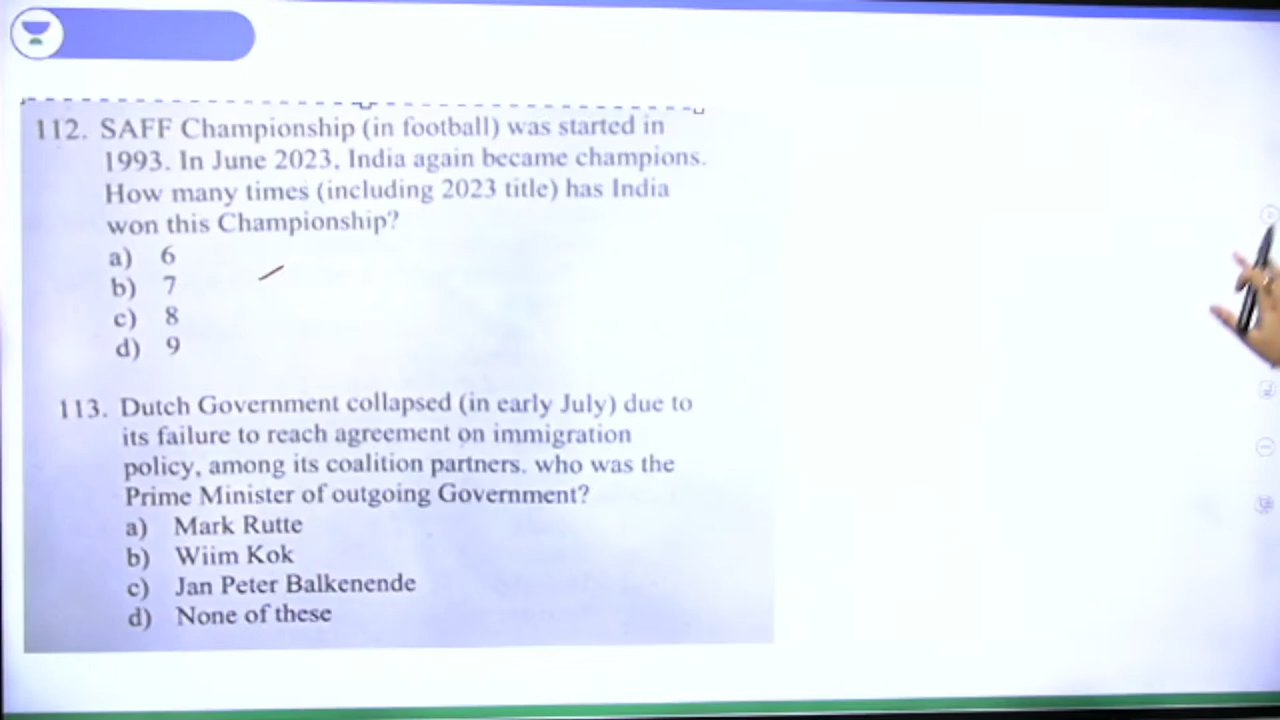 112. SAFF Championship (in football) was started in
1993. In June 2023, India again became champions.
How many times (including 2023 title) has India
won this Championship?
a) 6
b) 7
c) 8
d) 9
113. Dutch Government collapsed (in early July) due to
its failure to reach agreement on immigration
policy, among its coalition partners. who was the
Prime Minister of outgoing Government?
a) Mark Rutte
b) Wiim Kok
c) Jan Peter Balkenende
d) None of these